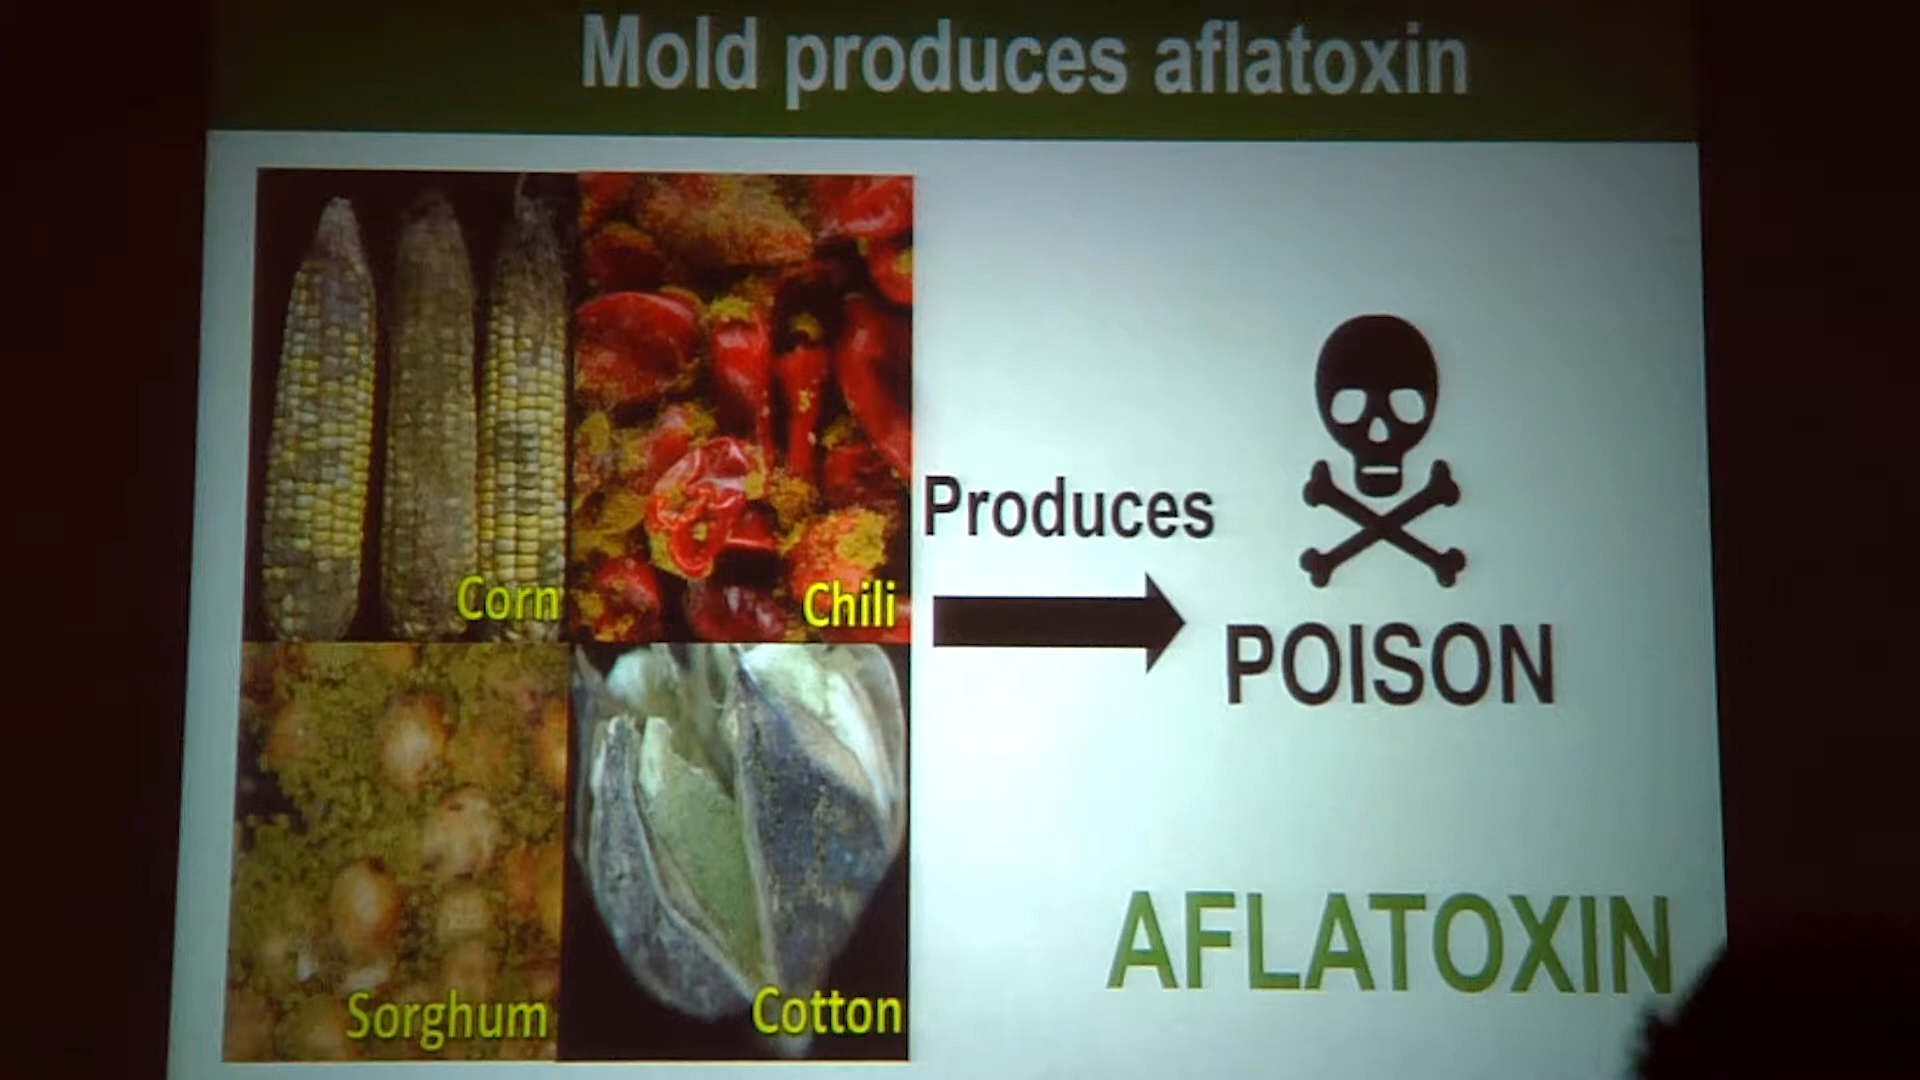 Mold produces aflatoxin
Corn
Chili
Sorghum
Cotton
Produces
POISON
AFLATOXIN